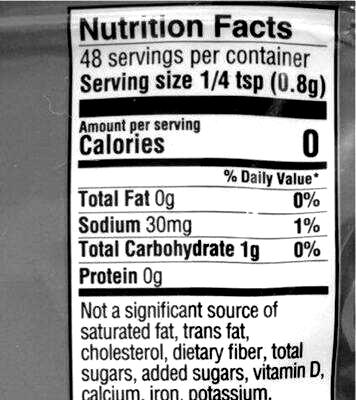 Nutrition Facts
48 servings per container
Serving size 1/4 tsp (0.8g)
Amount per serving
Calories 0
% Daily Value*
Total Fat 0g 0%
Sodium 30mg 1%
Total Carbohydrate 1g 0%
Protein 0g
Not a significant source of
saturated fat, trans fat,
cholesterol, dietary fiber, total
sugars, added sugars, vitamin D,
calcium, iron, potassium.